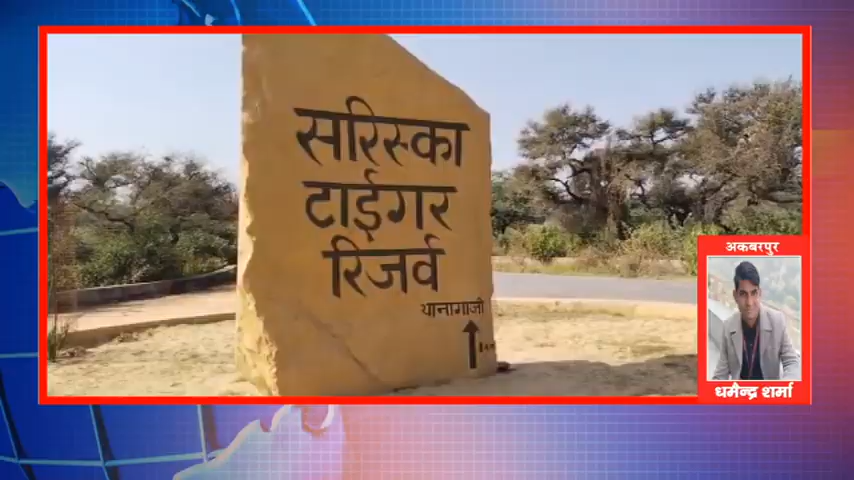 सरिस्का
टाईगर
रिजर्व
थानागाजी
अकबरपुर
धर्मेन्द्र शर्मा